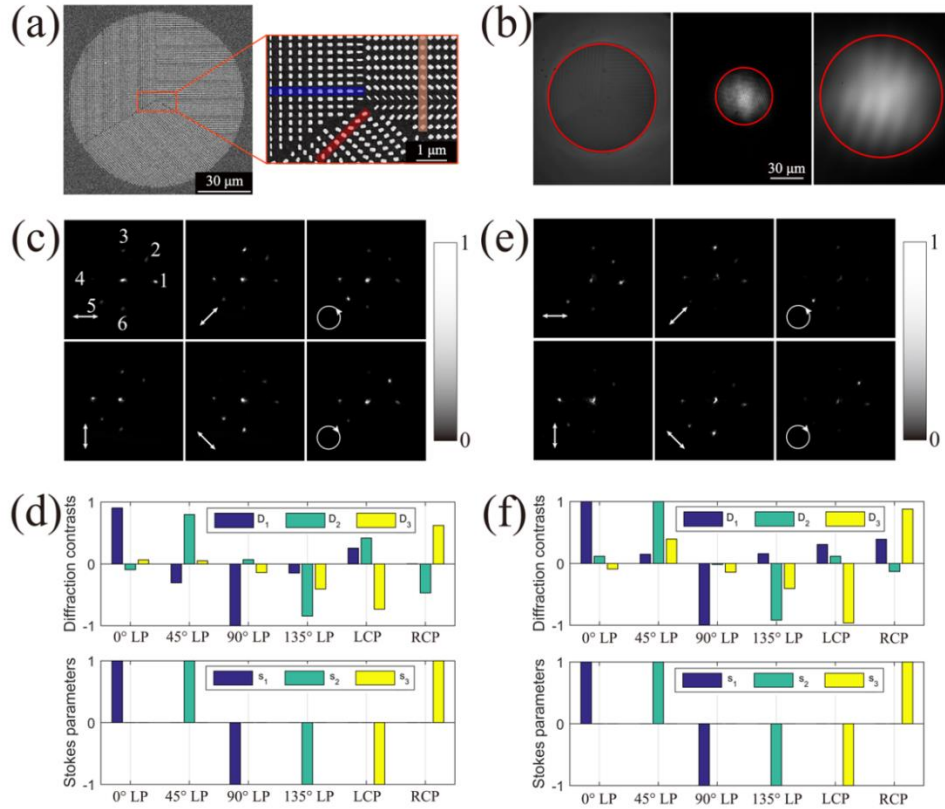 (a)
30 μm
1 μm
(b)
30 μm
(c)
3
2
4
1
5
6
1
0
(e)
1
0
(d)
Diffraction contrasts
1
0
-1
D1 D2 D3
0° LP 45° LP 90° LP 135° LP LCP RCP
Stokes parameters
1
0
-1
s1 s2 s3
0° LP 45° LP 90° LP 135° LP LCP RCP
(f)
Diffraction contrasts
1
0
-1
D1 D2 D3
0° LP 45° LP 90° LP 135° LP LCP RCP
Stokes parameters
1
0
-1
s1 s2 s3
0° LP 45° LP 90° LP 135° LP LCP RCP